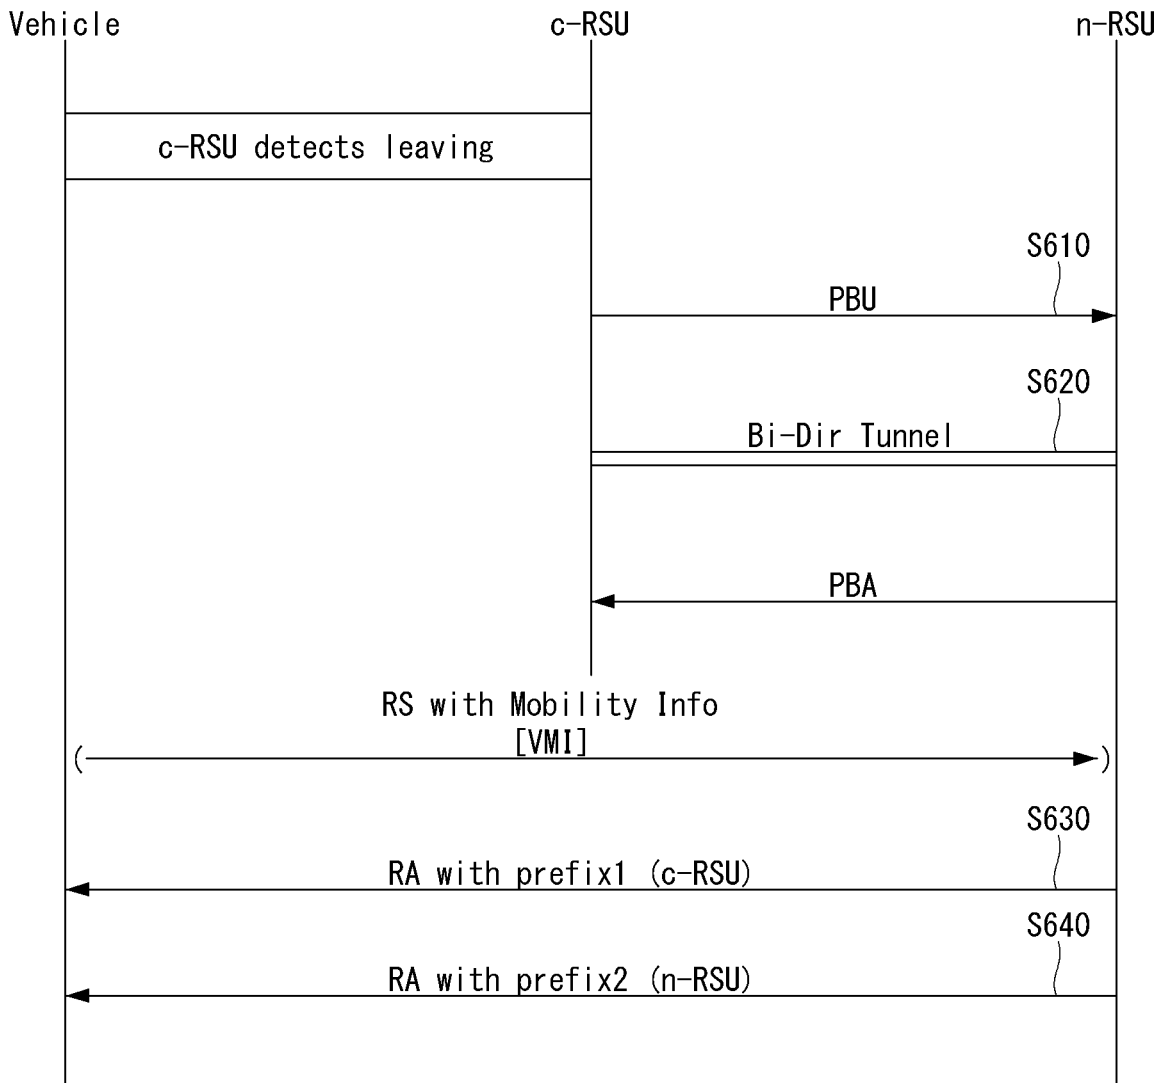 Vehicle
c-RSU
n-RSU
c-RSU detects leaving
S610
PBU
S620
Bi-Dir Tunnel
PBA
RS with Mobility Info
[VMI]
( )
S630
RA with prefix1 (c-RSU)
S640
RA with prefix2 (n-RSU)